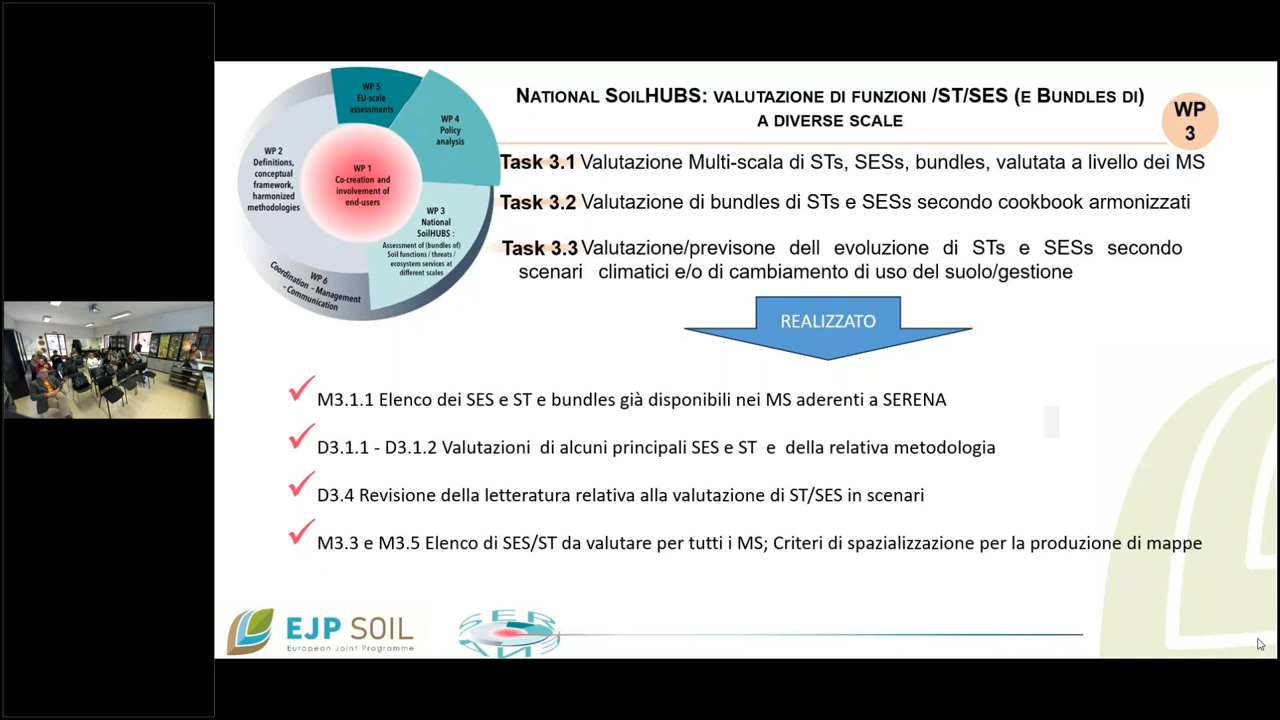 NATIONAL SOILHUBS: VALUTAZIONE DI FUNZIONI /ST/SES (E BUNDLES DI)
A DIVERSE SCALE
WP
3
WP 5
EU-scale
assessments
WP 4
Policy
analysis
WP 2
Definitions,
conceptual
framework,
harmonized
methodologies
WP 1
Co-creation and
involvement of
end-users
WP 3
National
SoilHUBS :
Assessment of (bundles of)
Soil functions / threats /
ecosystem services at
different scales
WP 6
Coordination - Management
- Communication
Task 3.1 Valutazione Multi-scala di STs, SESs, bundles, valutata a livello dei MS
Task 3.2 Valutazione di bundles di STs e SESs secondo cookbook armonizzati
Task 3.3 Valutazione/previsone dell evoluzione di STs e SESs secondo
scenari climatici e/o di cambiamento di uso del suolo/gestione
REALIZZATO
M3.1.1 Elenco dei SES e ST e bundles già disponibili nei MS aderenti a SERENA
D3.1.1 - D3.1.2 Valutazioni di alcuni principali SES e ST e della relativa metodologia
D3.4 Revisione della letteratura relativa alla valutazione di ST/SES in scenari
M3.3 e M3.5 Elenco di SES/ST da valutare per tutti i MS; Criteri di spazializzazione per la produzione di mappe
EJP SOIL
European Joint Programme